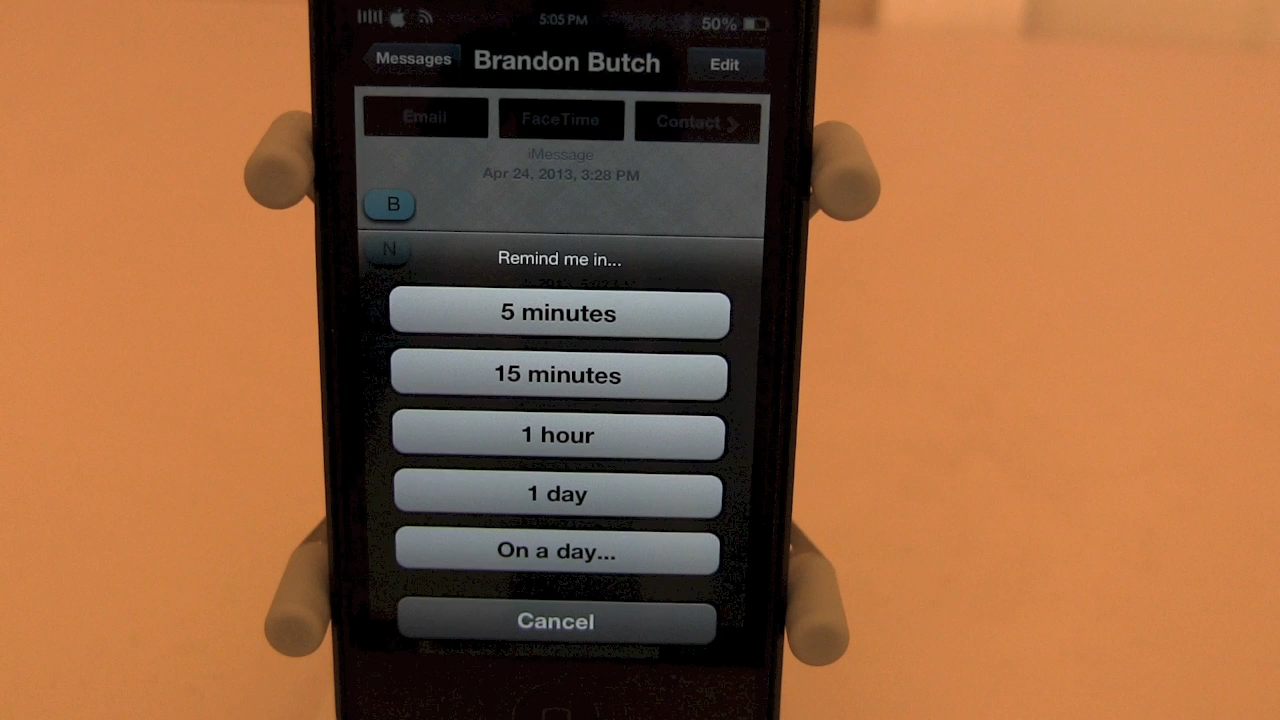 5:05 PM 50%
Messages Brandon Butch Edit
Email FaceTime Contact
iMessage
Apr 24, 2013, 3:28 PM
B
N
Remind me in...
5 minutes
15 minutes
1 hour
1 day
On a day...
Cancel